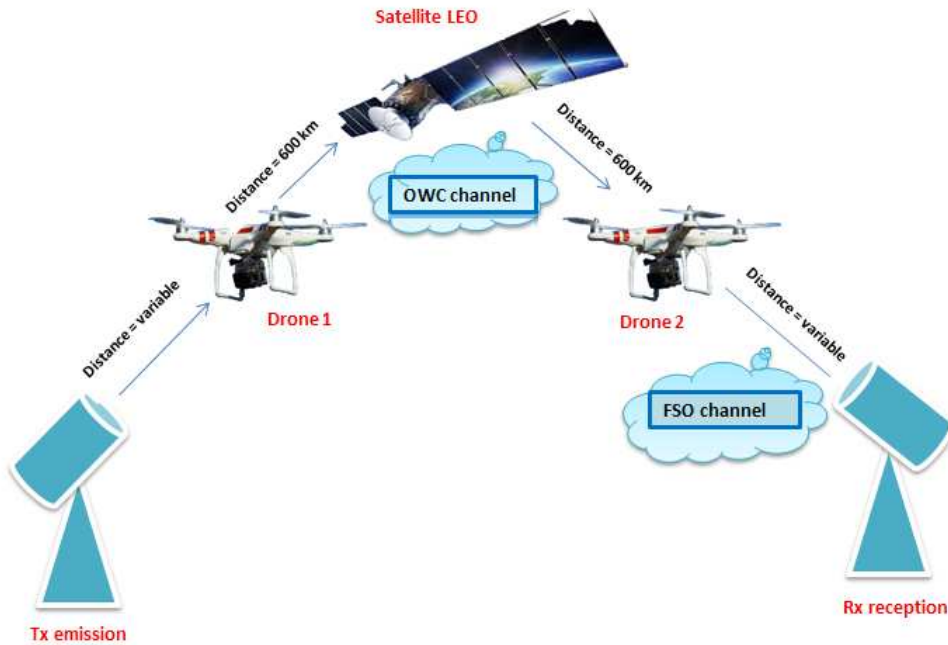 Satellite LEO
Distance = 600 km
Distance = 600 km
OWC channel
Drone 1
Drone 2
Distance = variable
Distance = variable
FSO channel
Tx emission
Rx reception